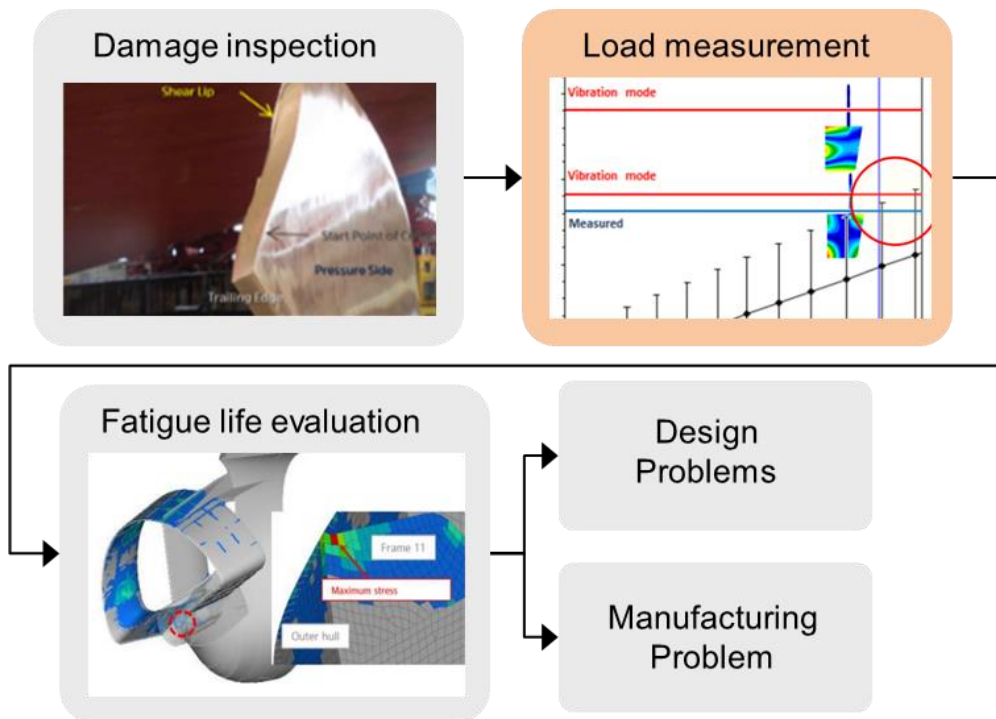 Damage inspection
Shear Lip
Start Point of
Pressure Side
Trailing Edge
Load measurement
Vibration mode
Vibration mode
Measured
Fatigue life evaluation
Frame 11
Maximum stress
Outer hull
Design
Problems
Manufacturing
Problem